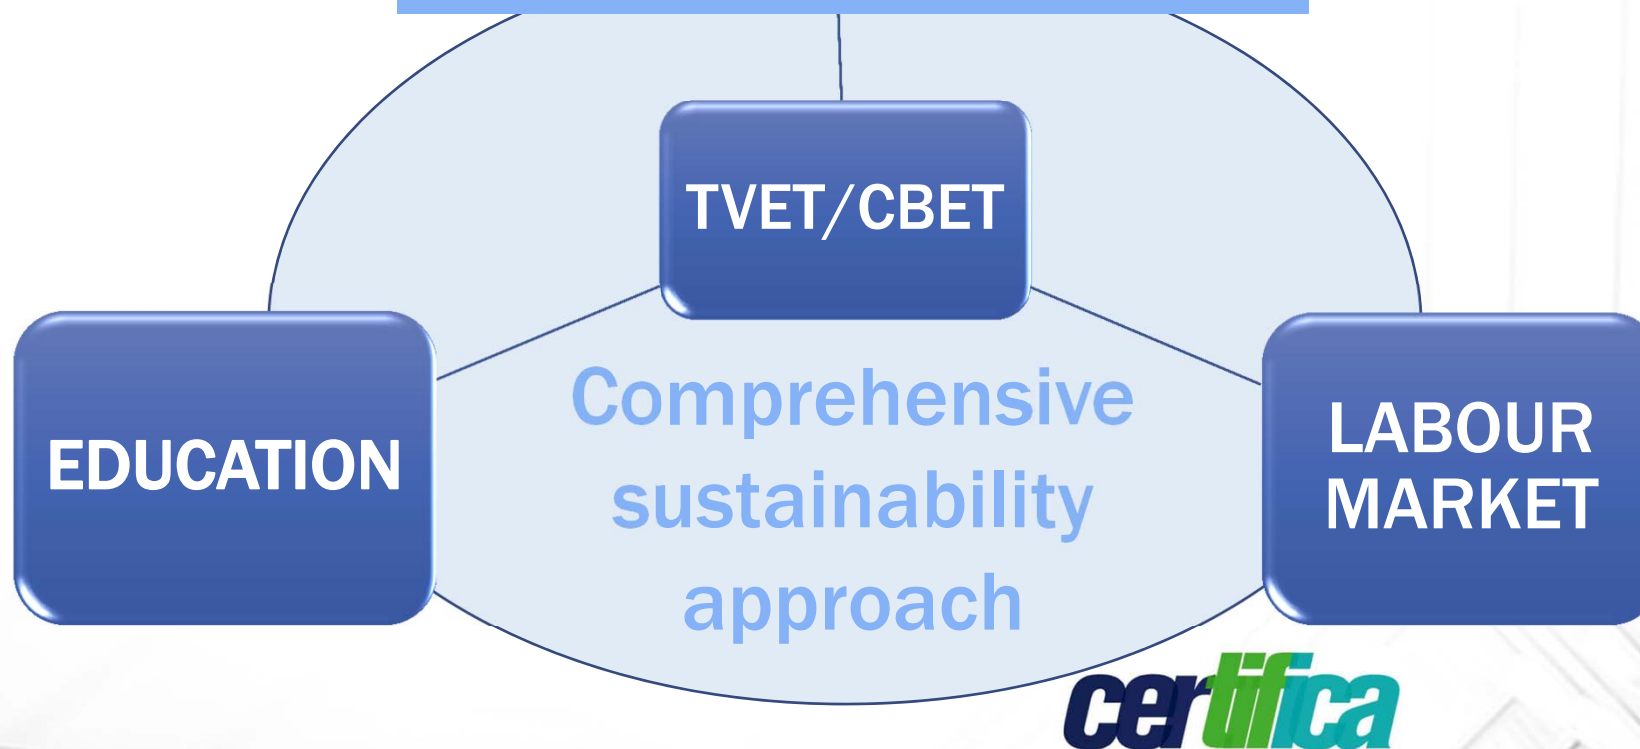 TVET/CBET
EDUCATION
LABOUR
MARKET
Comprehensive
sustainability
approach
certifica